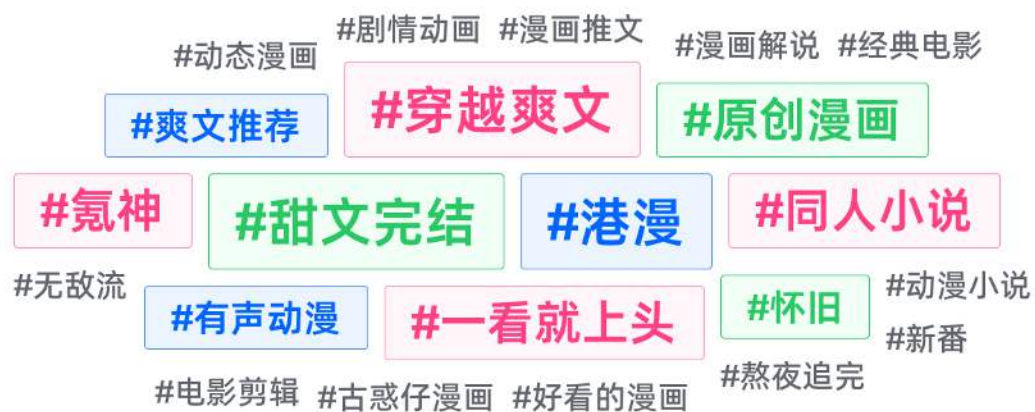 #剧情动画 #漫画推文
#动态漫画 #漫画解说 #经典电影
#爽文推荐 #穿越爽文 #原创漫画
#氪神 #甜文完结 #港漫 #同人小说
#无敌流 #动漫小说
#有声动漫 #一看就上头 #怀旧
#新番
#电影剪辑 #古惑仔漫画 #好看的漫画 #熬夜追完